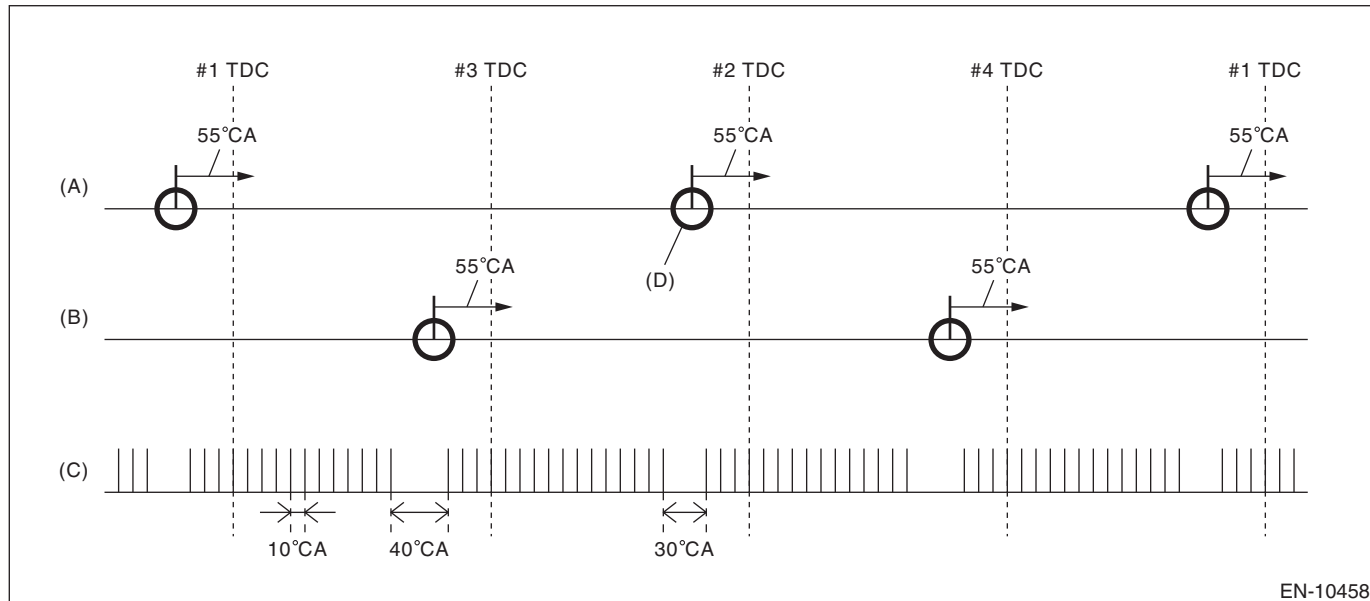 #1 TDC #3 TDC #2 TDC #4 TDC #1 TDC
55°CA 55°CA 55°CA
(A)
55°CA (D) 55°CA
(B)
(C)
10°CA 40°CA 30°CA
EN-10458